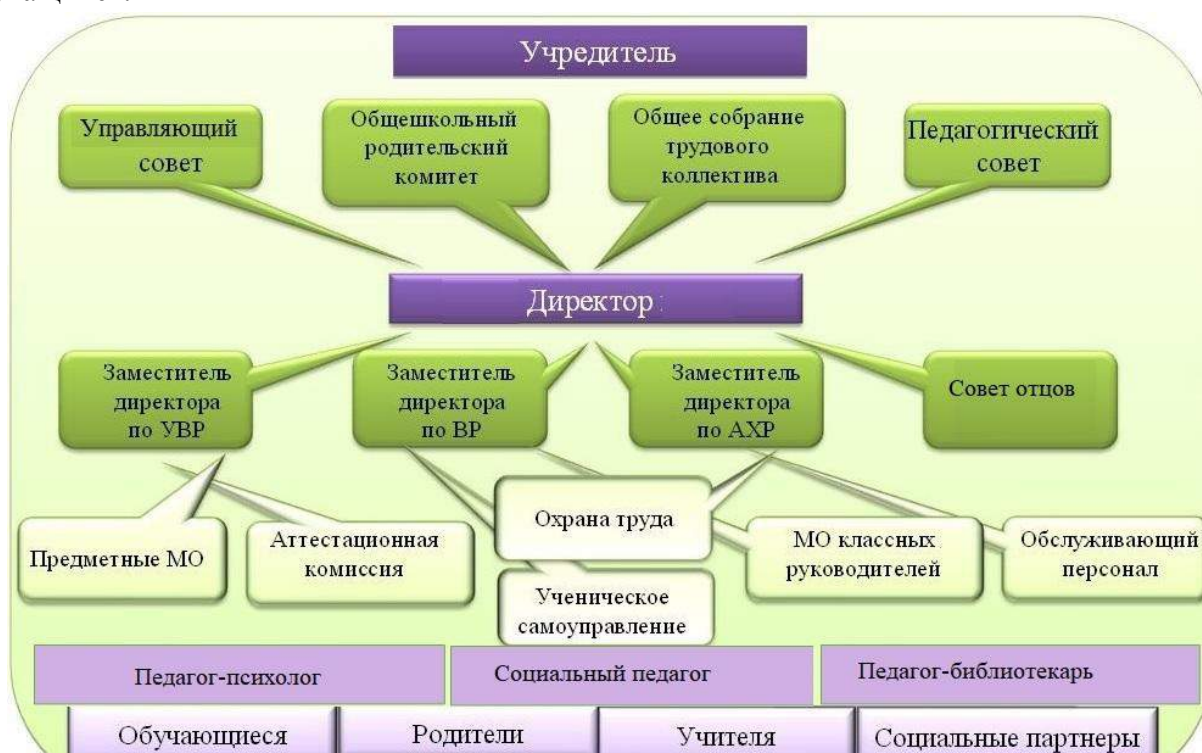 Учредитель
Управляющий
совет
Общешкольный
родительский
комитет
Общее собрание
трудового
коллектива
Педагогический
совет
Директор :
Заместитель
директора
по УВР
Заместитель
директора
по ВР
Заместитель
директора
по АХР
Совет отцов
Предметные МО
Аттестационная
комиссия
Охрана труда
Ученическое
самоуправление
МО классных
руководителей
Обслуживающий
персонал
Педагог-психолог
Социальный педагог
Педагог-библиотекарь
Обучающиеся
Родители
Учителя
Социальные партнеры